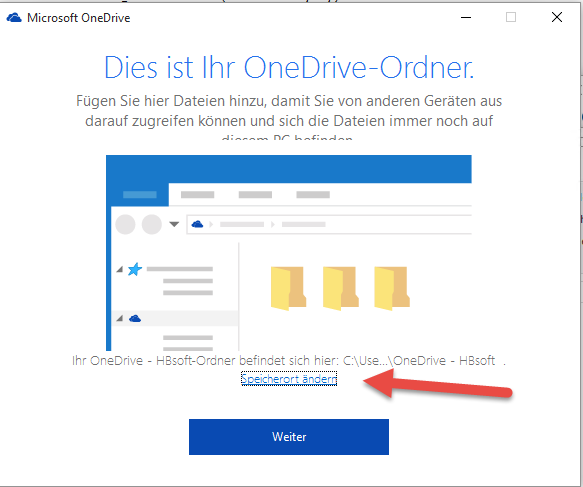 Microsoft OneDrive
Dies ist Ihr OneDrive-Ordner.
Fügen Sie hier Dateien hinzu, damit Sie von anderen Geräten aus
darauf zugreifen können und sich die Dateien immer noch auf
diesem PC befinden.
Ihr OneDrive - HBsoft-Ordner befindet sich hier: C:\Use...\OneDrive - HBsoft .
Speicherort ändern
Weiter